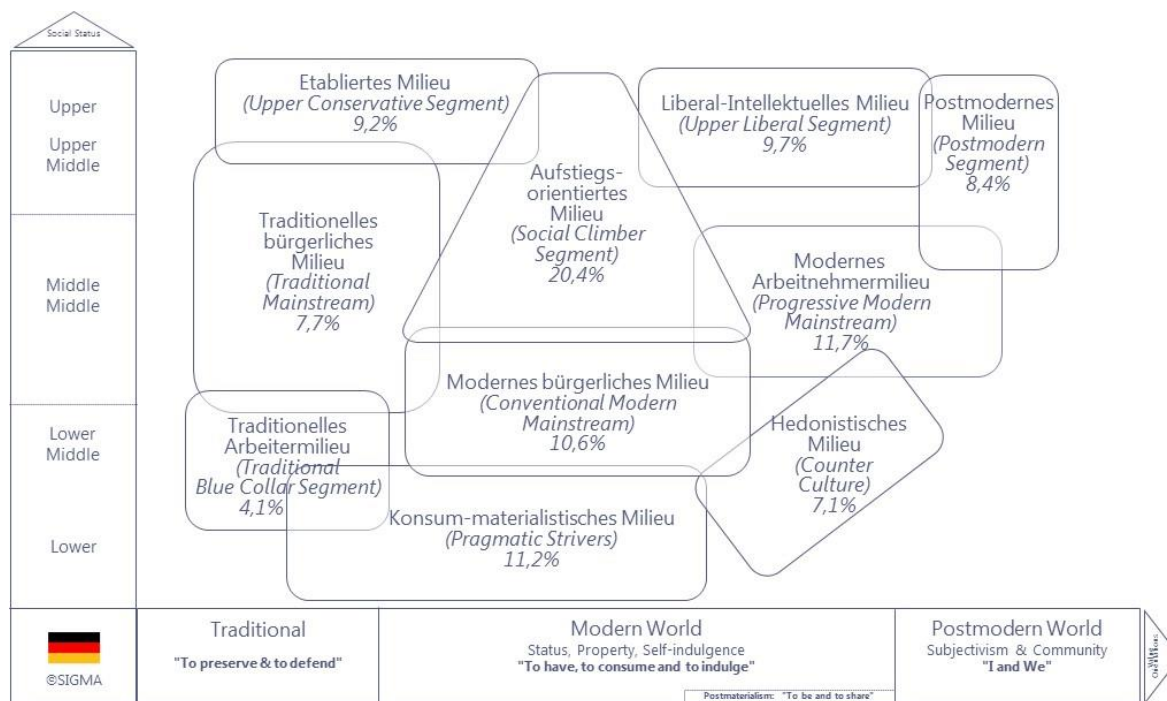 Social Status
Upper
Upper
Middle
Middle
Middle
Lower
Middle
Lower
Etabliertes Milieu
(Upper Conservative Segment)
9,2%
Aufstiegs-
orientiertes
Milieu
(Social Climber
Segment)
20,4%
Liberal-Intellektuelles Milieu
(Upper Liberal Segment)
9,7%
Postmodernes
Milieu
(Postmodern
Segment)
8,4%
Traditionelles
bürgerliches
Milieu
(Traditional
Mainstream)
7,7%
Modernes
Arbeitnehmermilieu
(Progressive Modern
Mainstream)
11,7%
Modernes bürgerliches Milieu
(Conventional Modern
Mainstream)
10,6%
Traditionelles
Arbeitermilieu
(Traditional
Blue Collar Segment)
4,1%
Hedonistisches
Milieu
(Counter
Culture)
7,1%
Konsum-materialistisches Milieu
(Pragmatic Strivers)
11,2%
©SIGMA
Traditional
"To preserve & to defend"
Modern World
Status, Property, Self-indulgence
"To have, to consume and to indulge"
Postmaterialism: "To be and to share"
Postmodern World
Subjectivism & Community
"I and We"
Value
Orientations